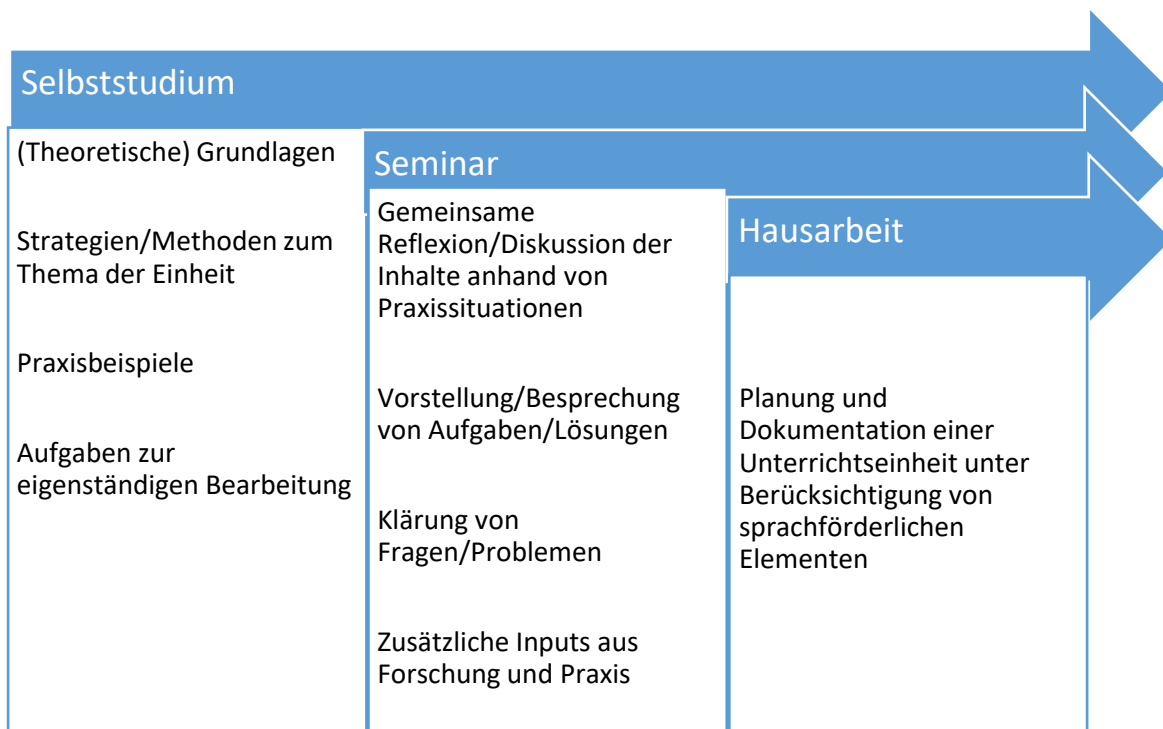 Selbststudium
(Theoretische) Grundlagen
Strategien/Methoden zum
Thema der Einheit
Praxisbeispiele
Aufgaben zur
eigenständigen Bearbeitung
Seminar
Gemeinsame
Reflexion/Diskussion der
Inhalte anhand von
Praxissituationen
Vorstellung/Besprechung
von Aufgaben/Lösungen
Klärung von
Fragen/Problemen
Zusätzliche Inputs aus
Forschung und Praxis
Hausarbeit
Planung und
Dokumentation einer
Unterrichtseinheit unter
Berücksichtigung von
sprachförderlichen
Elementen